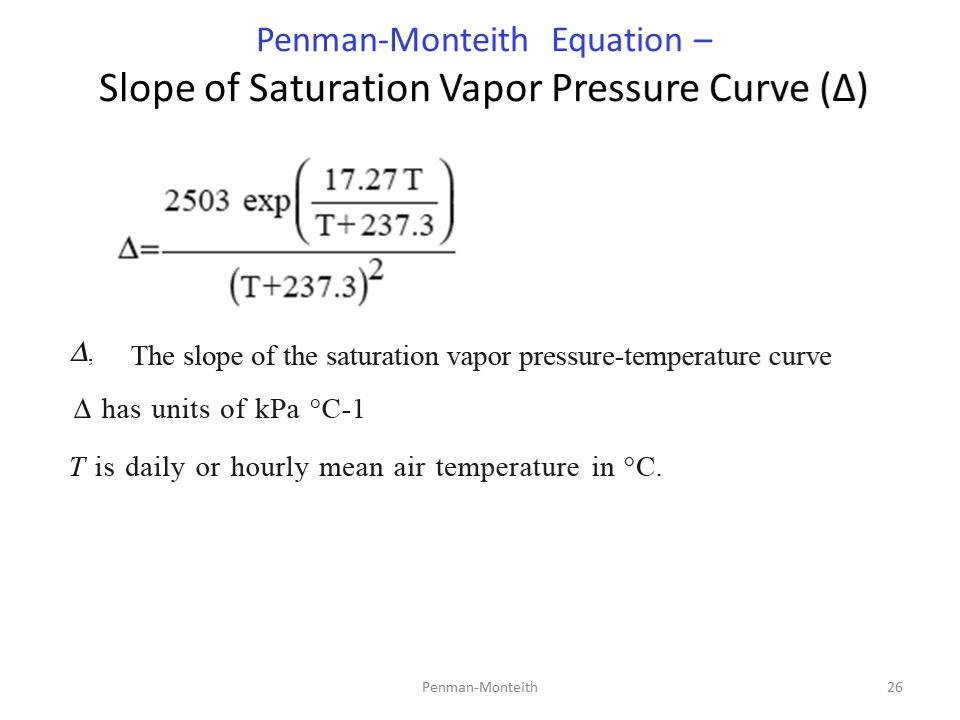 Penman-Monteith Equation –
Slope of Saturation Vapor Pressure Curve (Δ)
Δ= 2503 exp(17.27T / T+237.3) / (T+237.3)²
Δ, The slope of the saturation vapor pressure-temperature curve
Δ has units of kPa °C-1
T is daily or hourly mean air temperature in °C.
Penman-Monteith 26